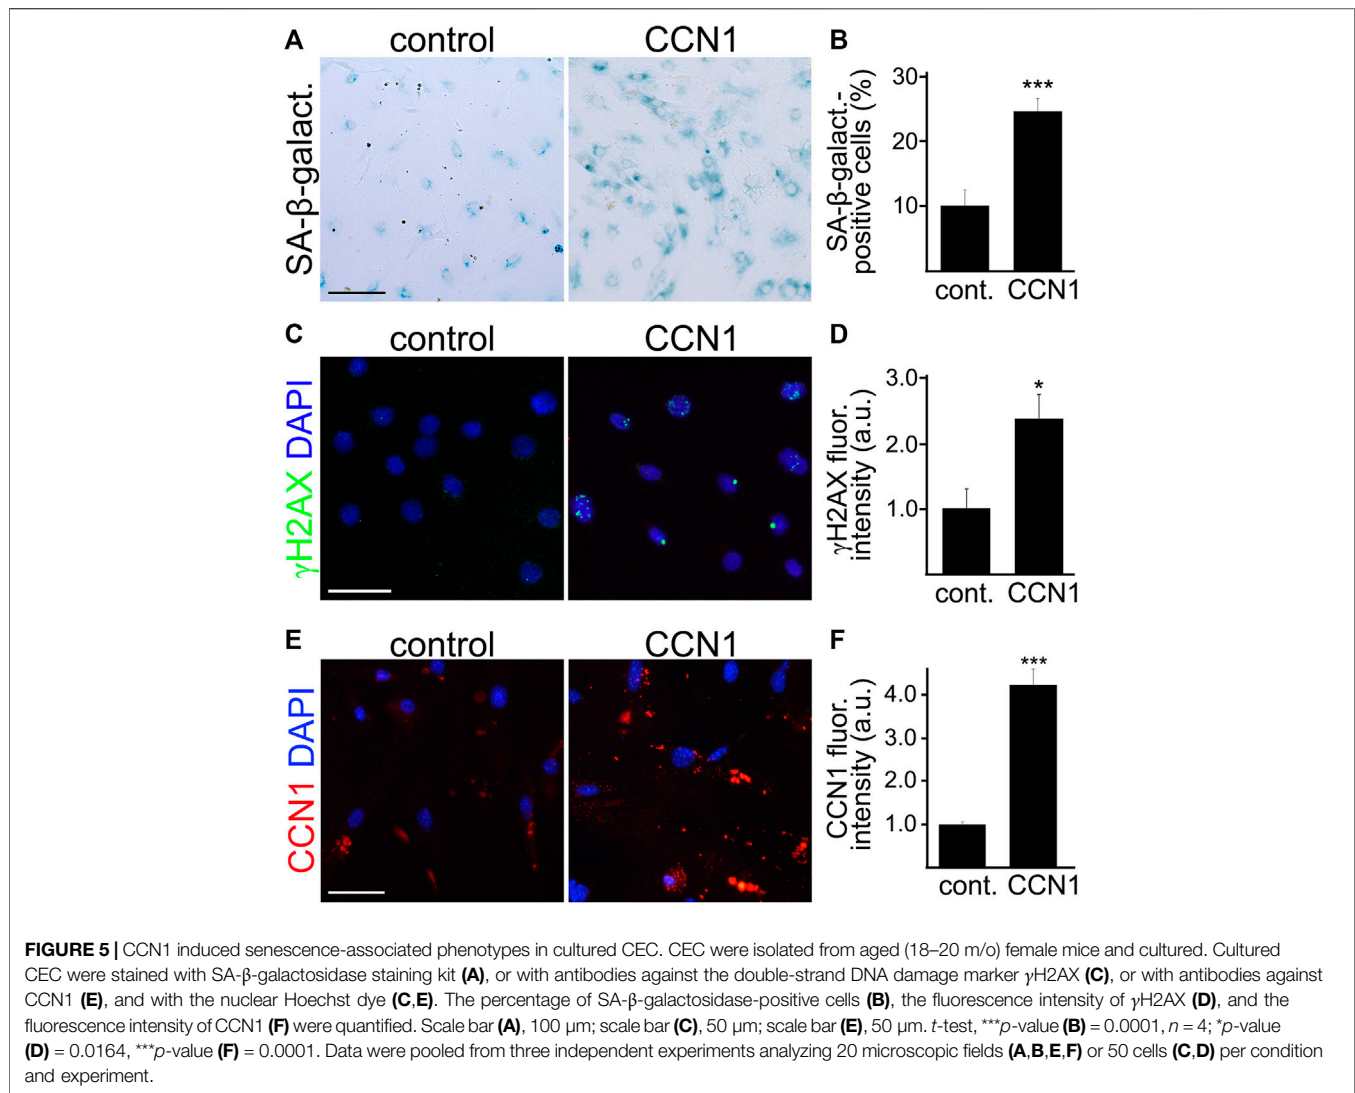 A control CCN1 B
SA-β-galact.
SA-β-galact.-
positive cells (%)
30
20
10
***
cont. CCN1
C control CCN1 D
γH2AX DAPI
γH2AX fluor.
intensity (a.u.)
3.0
2.0
1.0
*
cont. CCN1
E control CCN1 F
CCN1 DAPI
CCN1 fluor.
intensity (a.u.)
4.0
3.0
2.0
1.0
***
cont. CCN1
FIGURE 5 | CCN1 induced senescence-associated phenotypes in cultured CEC. CEC were isolated from aged (18–20 m/o) female mice and cultured. Cultured
CEC were stained with SA-β-galactosidase staining kit (A), or with antibodies against the double-strand DNA damage marker γH2AX (C), or with antibodies against
CCN1 (E), and with the nuclear Hoechst dye (C,E). The percentage of SA-β-galactosidase-positive cells (B), the fluorescence intensity of γH2AX (D), and the
fluorescence intensity of CCN1 (F) were quantified. Scale bar (A), 100 μm; scale bar (C), 50 μm; scale bar (E), 50 μm. t-test, ***p-value (B) = 0.0001, n = 4; *p-value
(D) = 0.0164, ***p-value (F) = 0.0001. Data were pooled from three independent experiments analyzing 20 microscopic fields (A,B,E,F) or 50 cells (C,D) per condition
and experiment.